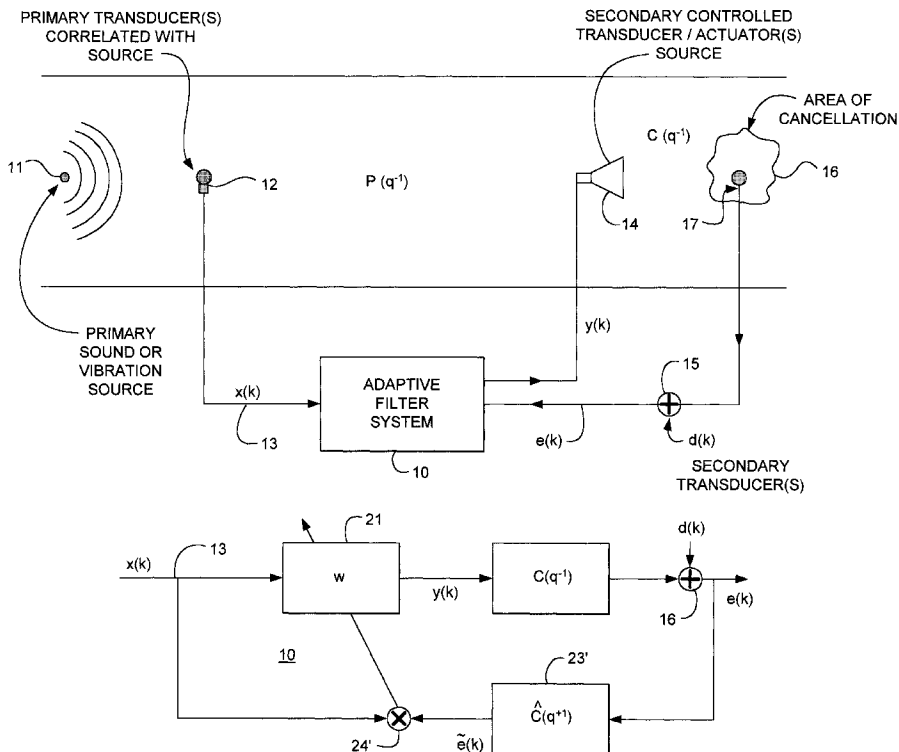 PRIMARY TRANSDUCER(S)
CORRELATED WITH
SOURCE
SECONDARY CONTROLLED
TRANSDUCER / ACTUATOR(S)
SOURCE
AREA OF
CANCELLATION
C (q⁻¹)
11
12
P (q⁻¹)
14
17
16
PRIMARY
SOUND OR
VIBRATION
SOURCE
y(k)
x(k)
13
ADAPTIVE
FILTER
SYSTEM
10
e(k)
15
d(k)
SECONDARY
TRANSDUCER(S)
x(k)
13
21
w
y(k)
C(q⁻¹)
d(k)
16
e(k)
10
23'
Ĉ(q⁺¹)
24'
ẽ(k)